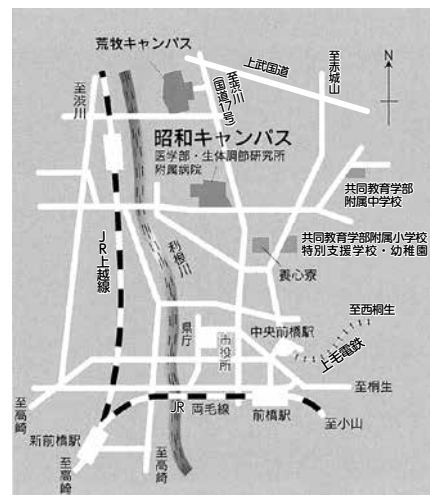 荒牧キャンパス
至渋川
至渋川
(国道17号)
上武国道
至赤城山
N
昭和キャンパス
医学部・生体調節研究所
附属病院
共同教育学部
附属中学校
共同教育学部附属小学校
特別支援学校・幼稚園
養心寮
JR上越線
利根川
県庁
市役所
中央前橋駅
至西桐生
上毛電鉄
至桐生
至高崎
JR 両毛線
前橋駅
至小山
新前橋駅
至高崎
至高崎